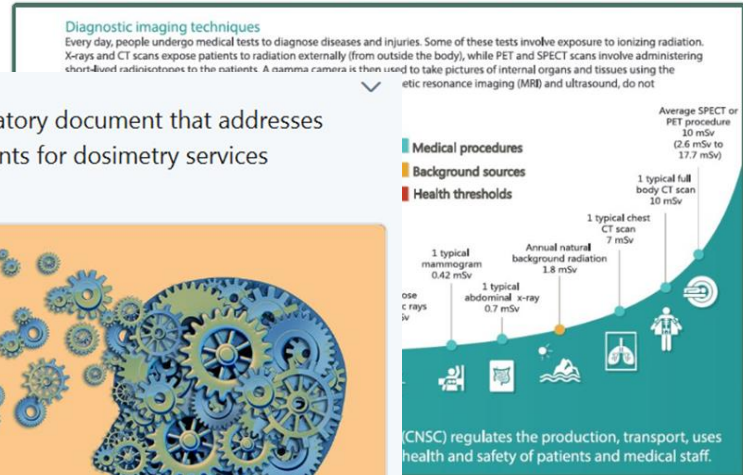 Diagnostic imaging techniques
Every day, people undergo medical tests to diagnose diseases and injuries. Some of these tests involve exposure to ionizing radiation.
X-rays and CT scans expose patients to radiation externally (from outside the body), while PET and SPECT scans involve administering
short-lived radioisotopes to the patients. A gamma camera is then used to take pictures of internal organs and tissues using the
etic resonance imaging (MRI) and ultrasound, do not
atory document that addresses
nts for dosimetry services
Medical procedures
Background sources
Health thresholds
Average SPECT or
PET procedure
10 mSv
(2.6 mSv to
17.7 mSv)
1 typical full
body CT scan
10 mSv
1 typical chest
CT scan
7 mSv
Annual natural
background radiation
1.8 mSv
1 typical
mammogram
0.42 mSv
1 typical
abdominal x-ray
0.7 mSv
ose
c rays
Sv
(CNSC) regulates the production, transport, uses
health and safety of patients and medical staff.